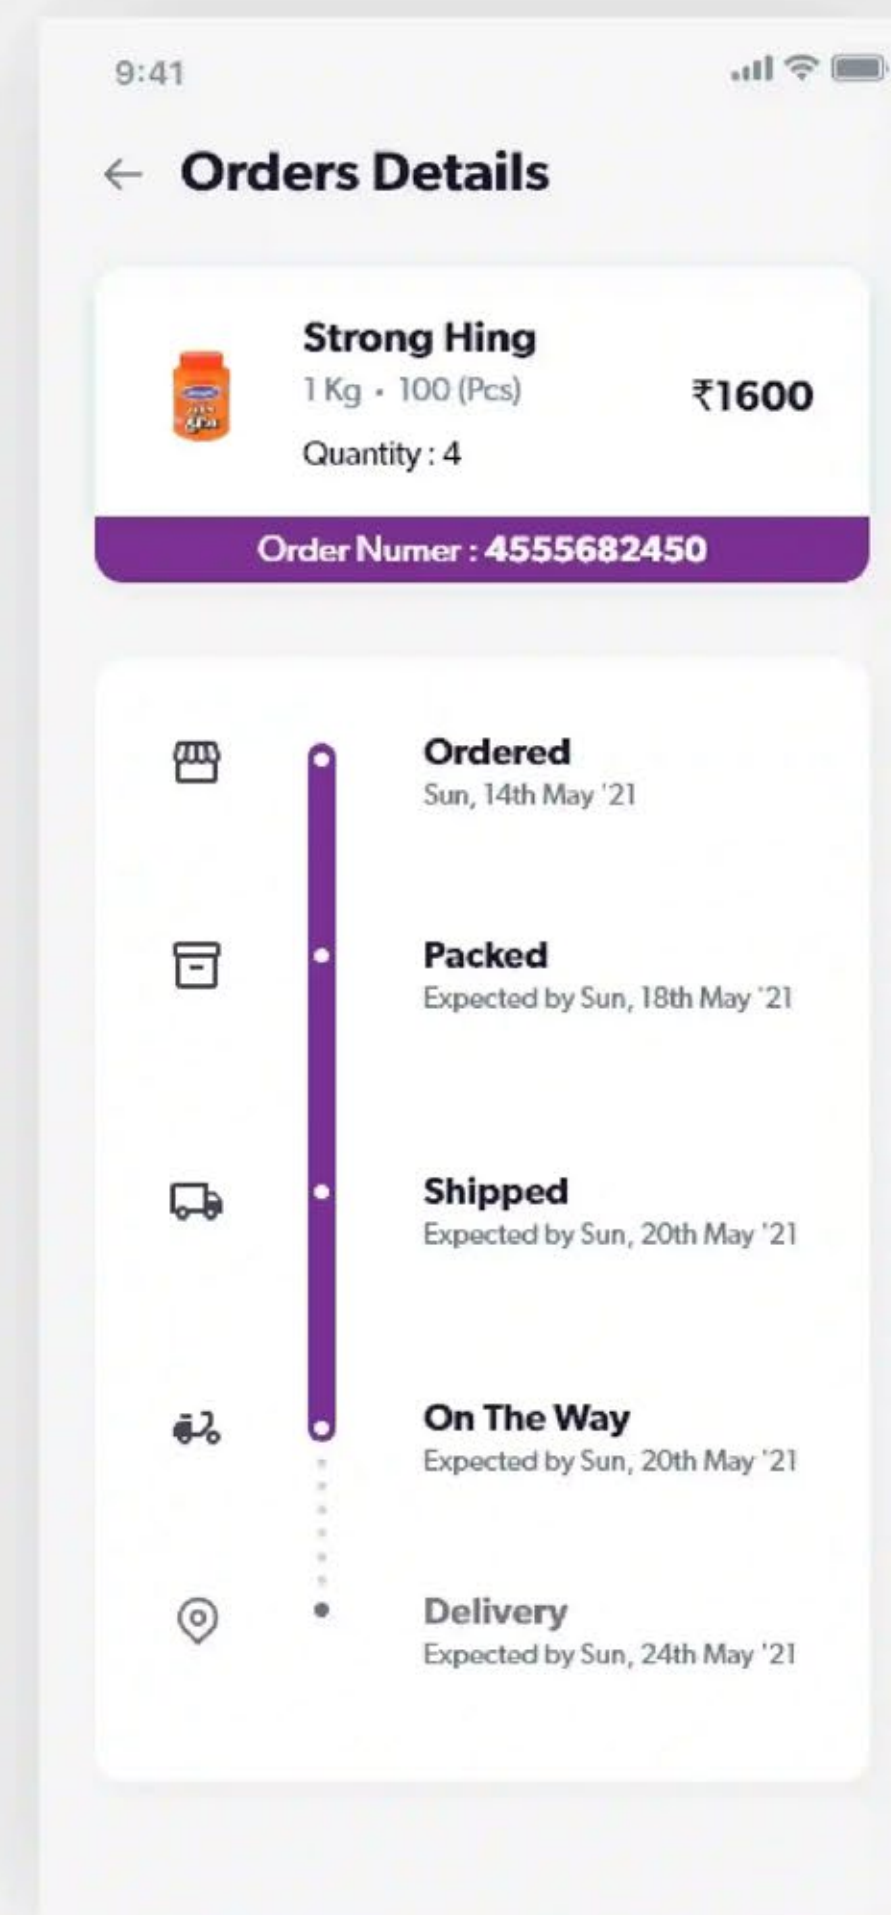 9:41
Orders Details
Strong Hing
1 Kg • 100 (Pcs)
₹1600
Quantity : 4
Order Numer : 4555682450
Ordered
Sun, 14th May '21
Packed
Expected by Sun, 18th May '21
Shipped
Expected by Sun, 20th May '21
On The Way
Expected by Sun, 20th May '21
Delivery
Expected by Sun, 24th May '21